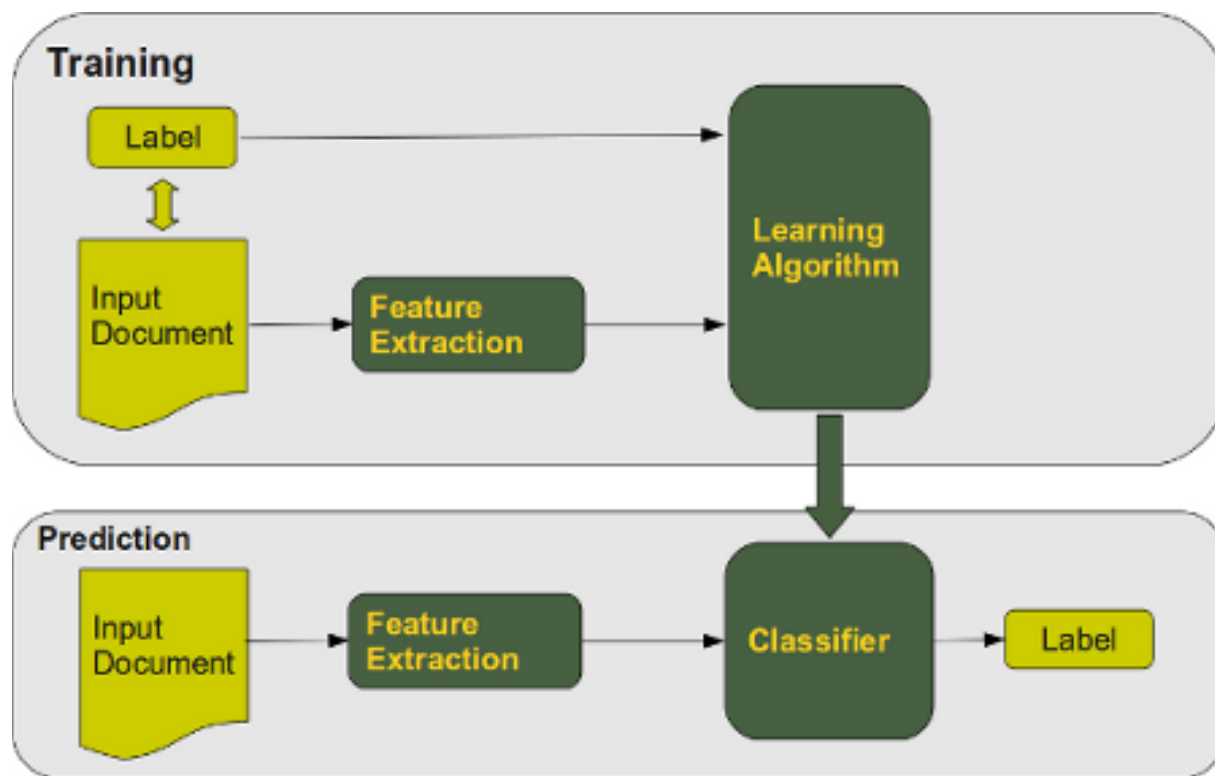 Training
Label
Learning
Algorithm
Input
Document
Feature
Extraction
Prediction
Input
Document
Feature
Extraction
Classifier
Label